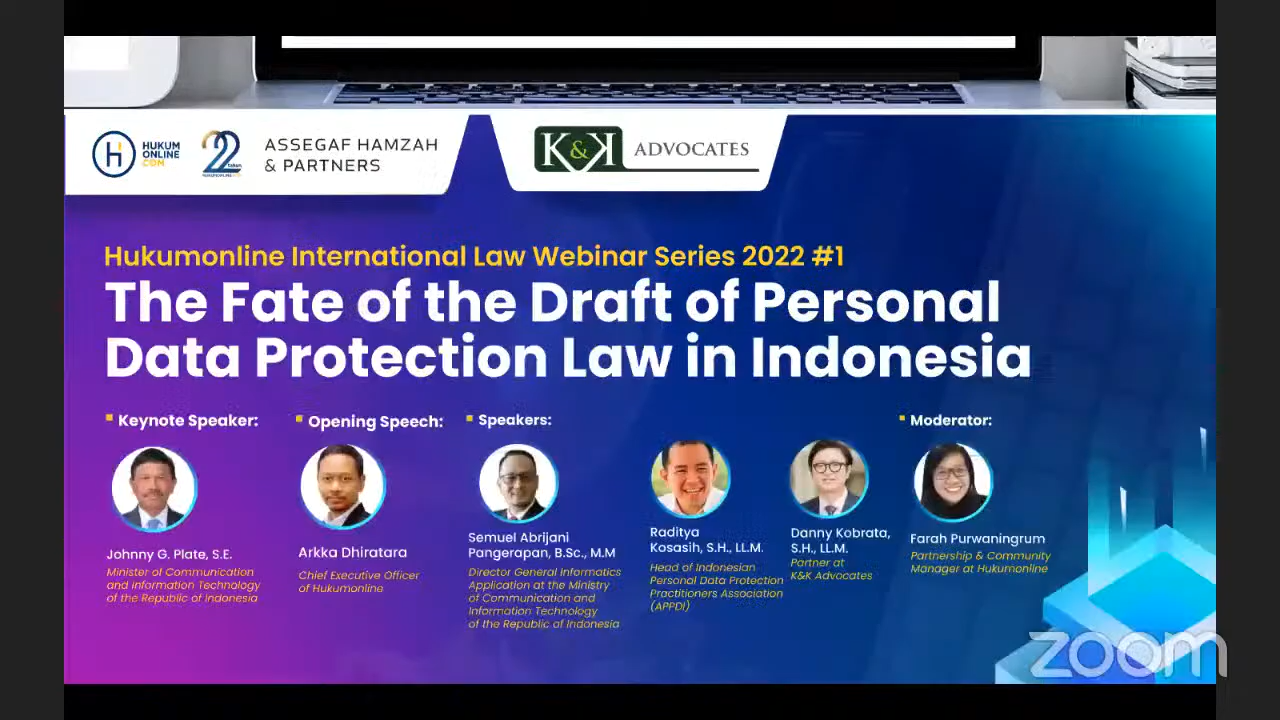 HUKUM
ONLINE
COM
22
tahun
HUKUMONLINE
ASSEGAF HAMZAH
& PARTNERS
K&K ADVOCATES
Hukumonline International Law Webinar Series 2022 #1
The Fate of the Draft of Personal
Data Protection Law in Indonesia
Keynote Speaker:
Johnny G. Plate, S.E.
Minister of Communication
and Information Technology
of the Republic of Indonesia
Opening Speech:
Arkka Dhiratara
Chief Executive Officer
of Hukumonline
Speakers:
Semuel Abrijani
Pangerapan, B.Sc., M.M
Director General Informatics
Application at the Ministry
of Communication and
Information Technology
of the Republic of Indonesia
Raditya
Kosasih, S.H., LL.M.
Head of Indonesian
Personal Data Protection
Practitioners Association
(APPDI)
Danny Kobrata,
S.H., LL.M.
Partner at
K&K Advocates
Moderator:
Farah Purwaningrum
Partnership & Community
Manager at Hukumonline
zoom